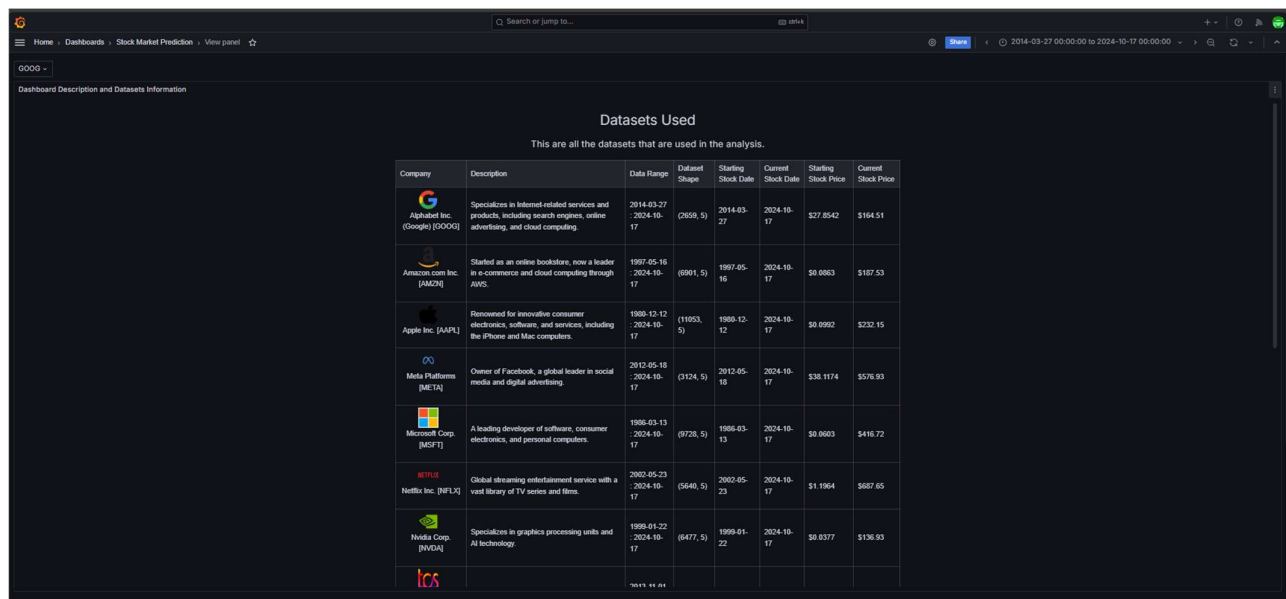 Search or jump to...
ctrl+k
Home › Dashboards › Stock Market Prediction › View panel
Share
2014-03-27 00:00:00 to 2024-10-17 00:00:00
GOOG
Dashboard Description and Datasets Information
Datasets Used
This are all the datasets that are used in the analysis.
Company Description Data Range Dataset Shape Starting Stock Date Current Stock Date Starting Stock Price Current Stock Price
Alphabet Inc. (Google) [GOOG] Specializes in Internet-related services and products, including search engines, online advertising, and cloud computing. 2014-03-27 : 2024-10-17 (2659, 5) 2014-03-27 2024-10-17 $27.8542 $164.51
a
Amazon.com Inc. [AMZN] Started as an online bookstore, now a leader in e-commerce and cloud computing through AWS. 1997-05-16 : 2024-10-17 (6901, 5) 1997-05-16 2024-10-17 $0.0863 $187.53
Apple Inc. [AAPL] Renowned for innovative consumer electronics, software, and services, including the iPhone and Mac computers. 1980-12-12 : 2024-10-17 (11053, 5) 1980-12-12 2024-10-17 $0.0992 $232.15
Meta Platforms [META] Owner of Facebook, a global leader in social media and digital advertising. 2012-05-18 : 2024-10-17 (3124, 5) 2012-05-18 2024-10-17 $38.1174 $576.93
Microsoft Corp. [MSFT] A leading developer of software, consumer electronics, and personal computers. 1986-03-13 : 2024-10-17 (9728, 5) 1986-03-13 2024-10-17 $0.0603 $416.72
NETFLIX
Netflix Inc. [NFLX] Global streaming entertainment service with a vast library of TV series and films. 2002-05-23 : 2024-10-17 (5640, 5) 2002-05-23 2024-10-17 $1.1964 $687.65
Nvidia Corp. [NVDA] Specializes in graphics processing units and AI technology. 1999-01-22 : 2024-10-17 (6477, 5) 1999-01-22 2024-10-17 $0.0377 $136.93
tcs